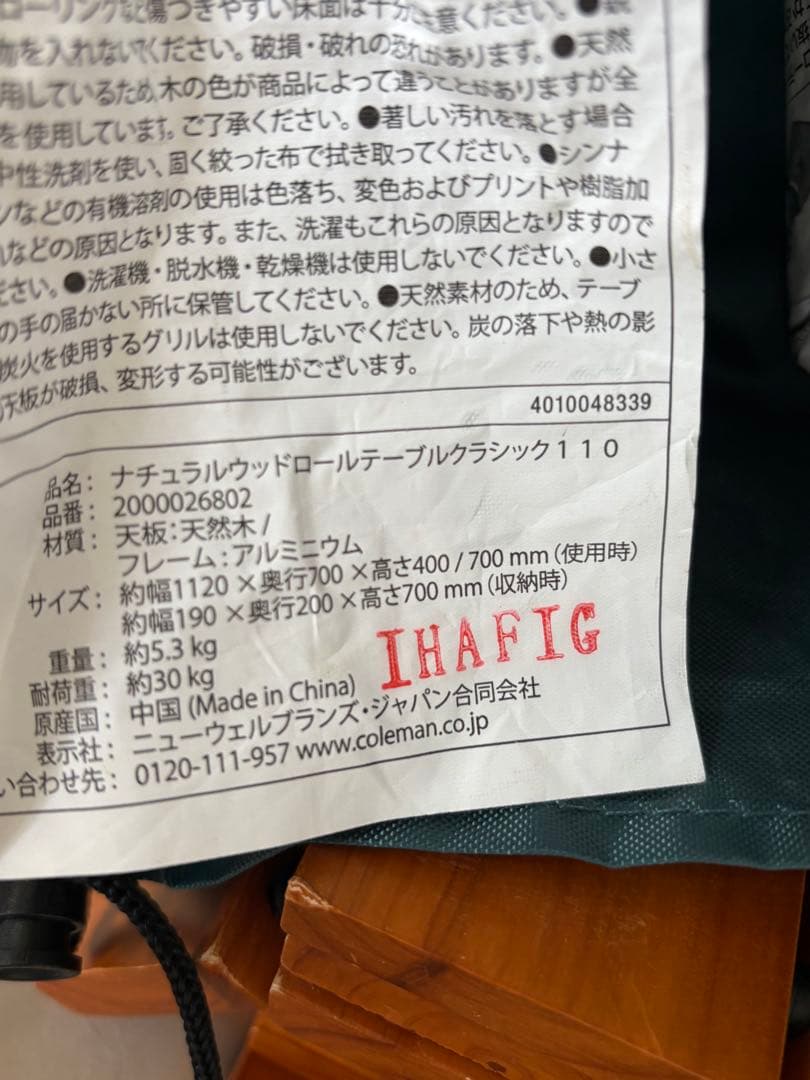 ローリングなど傷つきやすい床面は十分ご注意ください。●
加を入れないでください。破損・破れの恐れがあります。●天然
用しているため、木の色が商品によって違うことがありますが全
を使用しています。ご了承ください。●著しい汚れを落とす場合
中性洗剤を使い、固く絞った布で拭き取ってください。●シンナ
ンなどの有機溶剤の使用は色落ち、変色およびプリントや樹脂加
などの原因となります。また、洗濯もこれらの原因となりますので
ださい。●洗濯機・脱水機・乾燥機は使用しないでください。●小さ
の手の届かない所に保管してください。●天然素材のため、テーブ
炭火を使用するグリルは使用しないでください。炭の落下や熱の影
天板が破損、変形する可能性がございます。
4010048339
品名：ナチュラルウッドロールテーブルクラシック１１０
品番：2000026802
材質：天板：天然木 /
フレーム：アルミニウム
サイズ：約幅1120 × 奥行700 × 高さ400 / 700 mm（使用時）
約幅190 × 奥行200 × 高さ700 mm（収納時）
重量：約5.3 kg
耐荷重：約30 kg
原産国：中国 (Made in China)
IHAFIG
表示社：ニューウェルブランズ・ジャパン合同会社
い合わせ先：0120-111-957 www.coleman.co.jp